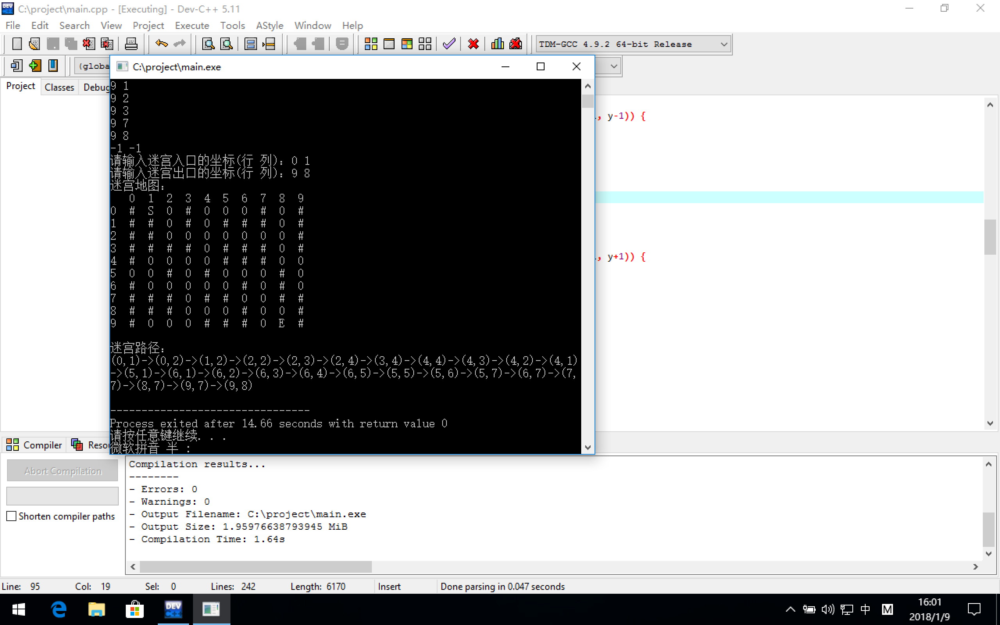 C:\project\main.cpp - [Executing] - Dev-C++ 5.11
File Edit Search View Project Execute Tools AStyle Window Help
TDM-GCC 4.9.2 64-bit Release
(globa
C:\project\main.exe
Project Classes Debug
9 1
9 2
9 3
9 7
9 8
-1 -1
请输入迷宫入口的坐标(行 列): 0 1
请输入迷宫出口的坐标(行 列): 9 8
迷宫地图:
0 1 2 3 4 5 6 7 8 9
0 # S 0 # 0 0 0 # 0 #
1 # # 0 # 0 # # # 0 #
2 # # 0 0 0 0 0 0 0 #
3 # # # # 0 # # # 0 #
4 # 0 0 0 0 # # # 0 0
5 0 0 # 0 # 0 0 0 # 0
6 # 0 0 0 0 0 # 0 # 0
7 # # # 0 # # 0 0 # #
8 # # # 0 0 0 # 0 0 #
9 # 0 0 0 # # # 0 E #
迷宫路径:
(0,1)->(0,2)->(1,2)->(2,2)->(2,3)->(2,4)->(3,4)->(4,4)->(4,3)->(4,2)->(4,1)
->(5,1)->(6,1)->(6,2)->(6,3)->(6,4)->(6,5)->(5,5)->(5,6)->(5,7)->(6,7)->(7,
7)->(8,7)->(9,7)->(9,8)
--------------------------------
Process exited after 14.66 seconds with return value 0
请按任意键继续. . .
微软拼音 半 :
, y-1)) {
, y+1)) {
Compiler Resou
Abort Compilation
Shorten compiler paths
Compilation results...
--------
- Errors: 0
- Warnings: 0
- Output Filename: C:\project\main.exe
- Output Size: 1.95976638793945 MiB
- Compilation Time: 1.64s
Line: 95 Col: 19 Sel: 0 Lines: 242 Length: 6170 Insert Done parsing in 0.047 seconds
DEV C++
中 M
16:01
2018/1/9